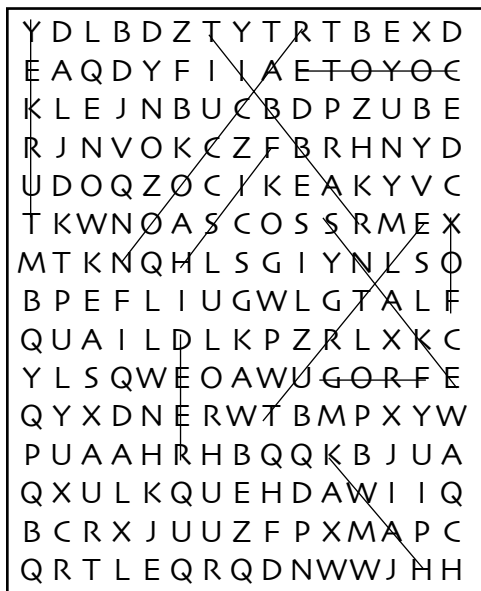 Y D L B D Z T Y T R T B E X D
E A Q D Y F I I A E T O Y O C
K L E J N B U C B D P Z U B E
R J N V O K C Z F B R H N Y D
U D O Q Z O C I K E A K Y V C
T K W N O A S C O S S R M E X
M T K N Q H L S G I Y N L S O
B P E F L I U G W L G T A L F
Q U A I L D L K P Z R L X K C
Y L S Q W E O A W U G O R F E
Q Y X D N E R W T B M P X Y W
P U A A H R H B Q Q K B J U A
Q X U L K Q U E H D A W I I Q
B C R X J U U Z F P X M A P C
Q R T L E Q R Q D N W W J H H